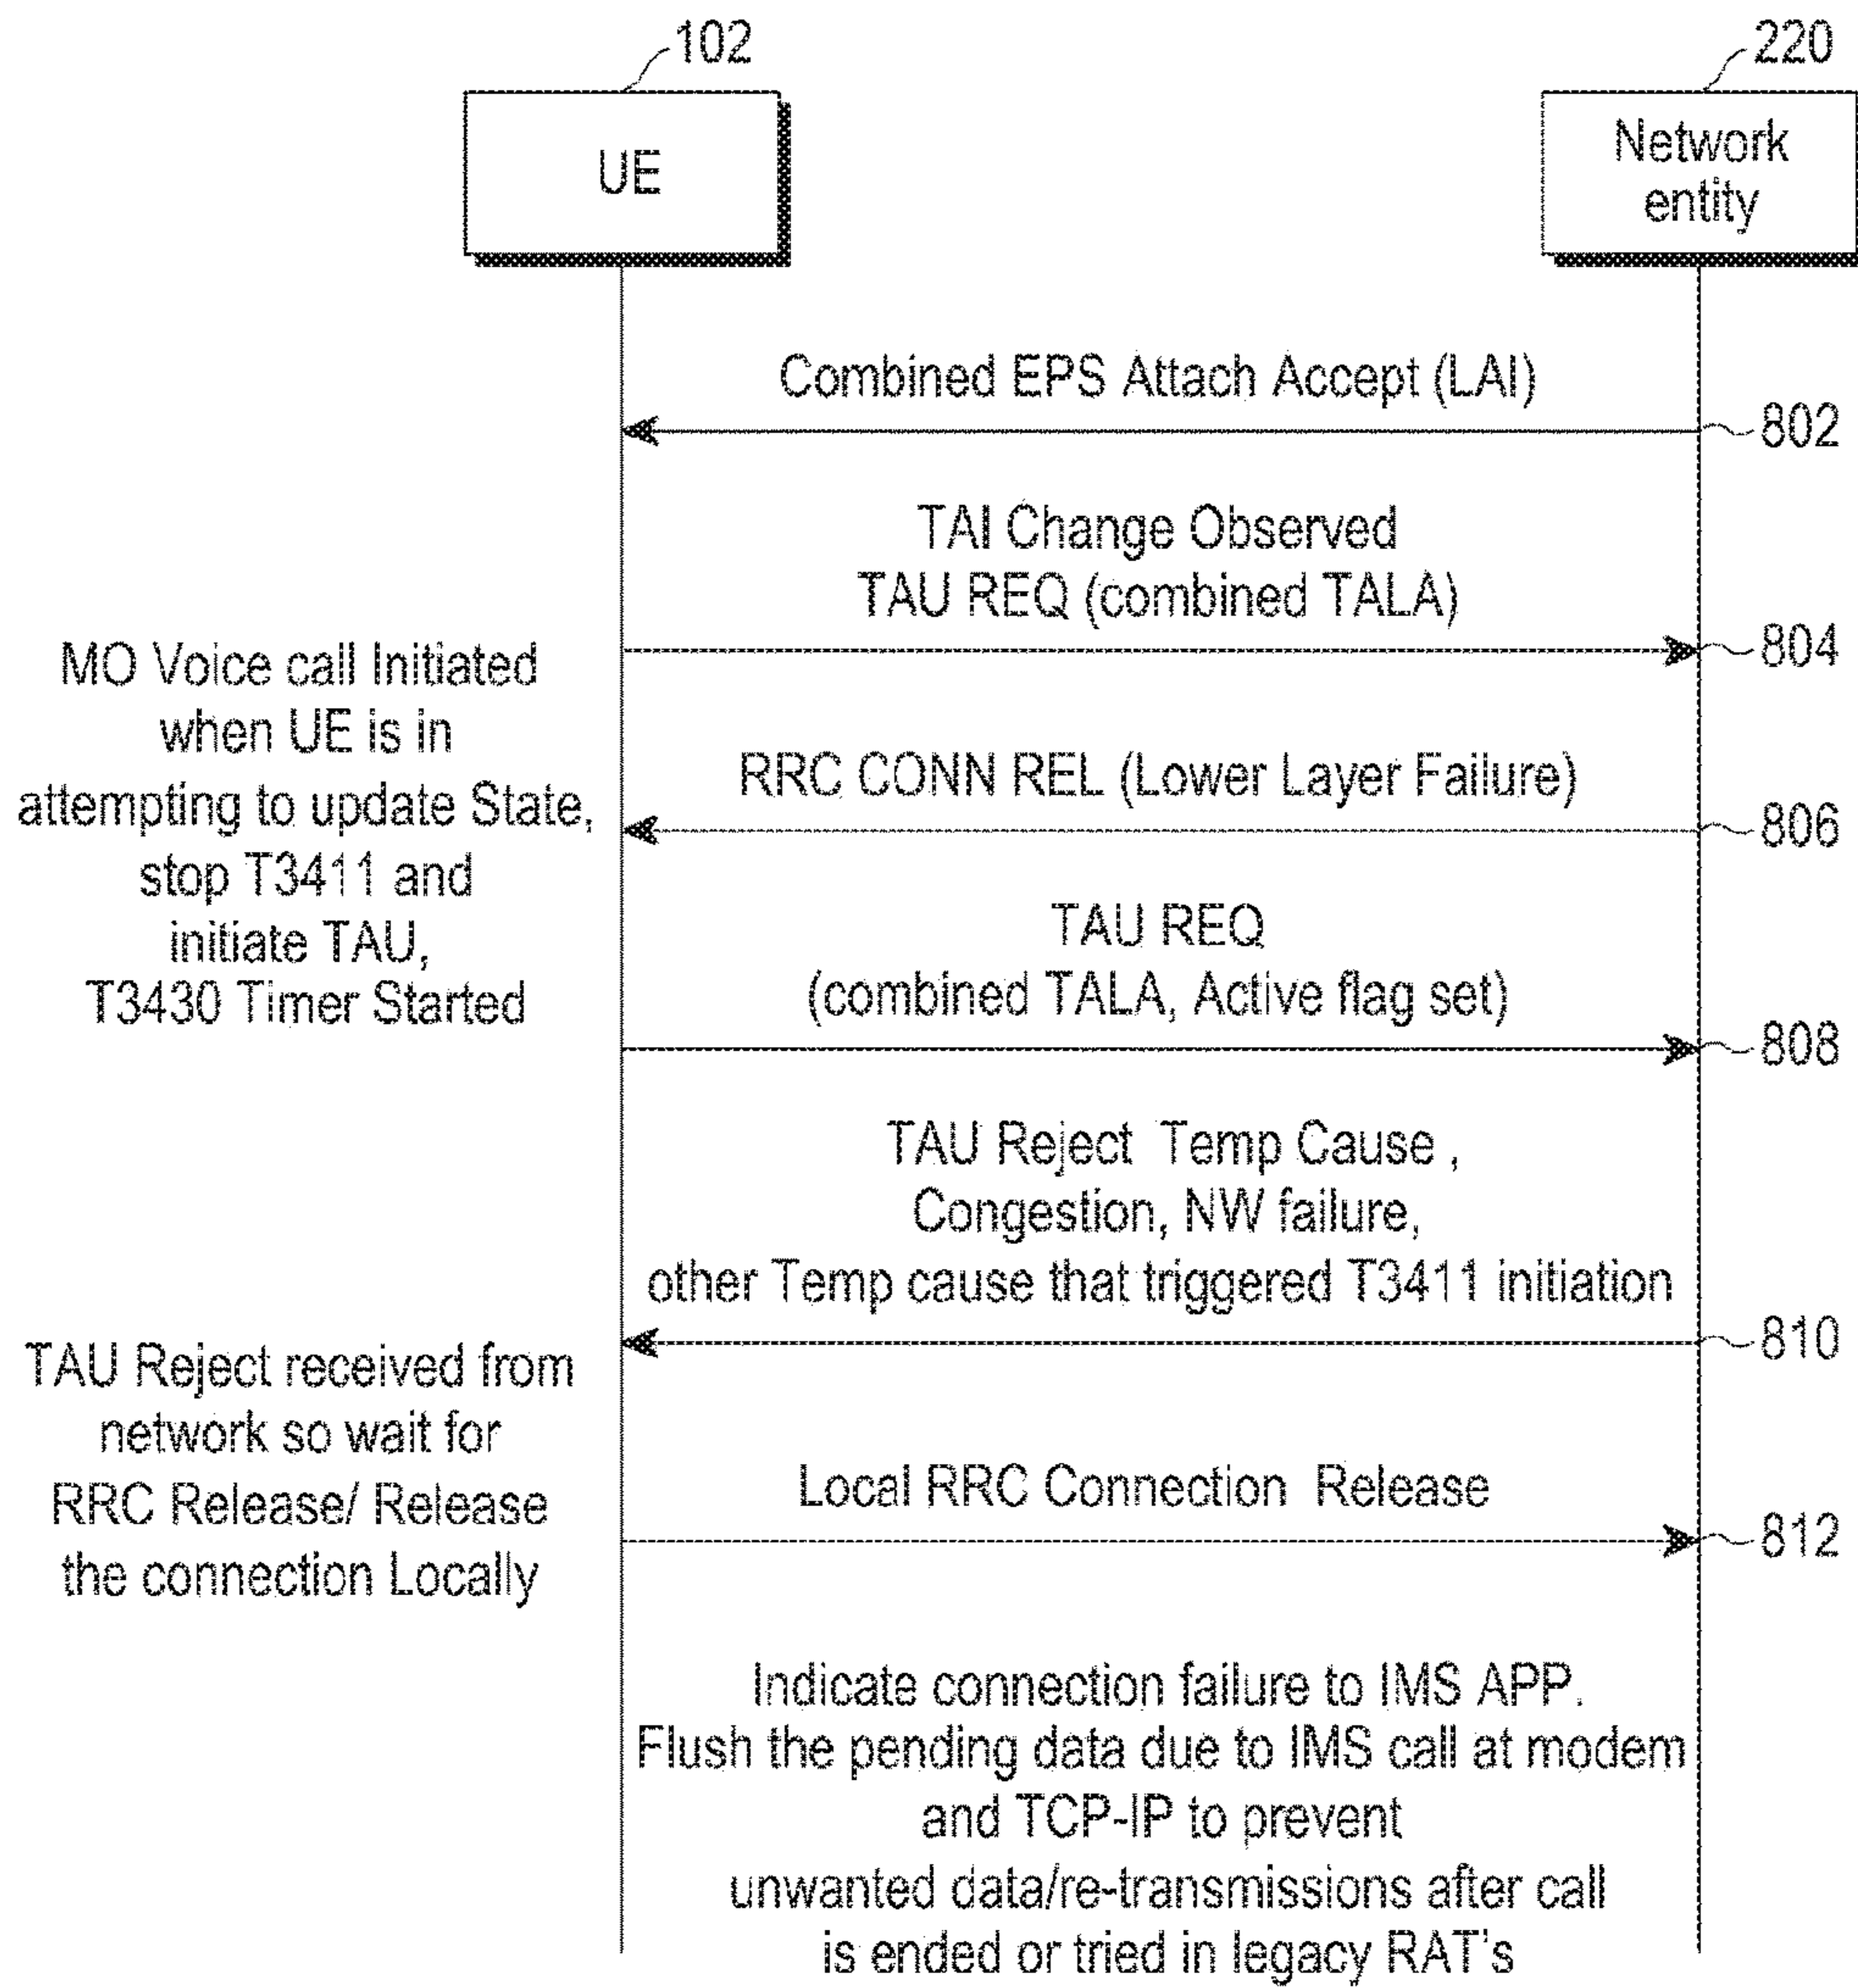 102
220
UE
Network
entity
Combined EPS Attach Accept (LAI)
802
TAI Change Observed
TAU REQ (combined TALA)
804
MO Voice call Initiated
when UE is in
attempting to update State,
stop T3411 and
initiate TAU,
T3430 Timer Started
RRC CONN REL (Lower Layer Failure)
806
TAU REQ
(combined TALA, Active flag set)
808
TAU Reject Temp Cause ,
Congestion, NW failure,
other Temp cause that triggered T3411 initiation
810
TAU Reject received from
network so wait for
RRC Release/ Release
the connection Locally
Local RRC Connection Release
812
Indicate connection failure to IMS APP.
Flush the pending data due to IMS call at modem
and TCP-IP to prevent
unwanted data/re-transmissions after call
is ended or tried in legacy RAT's